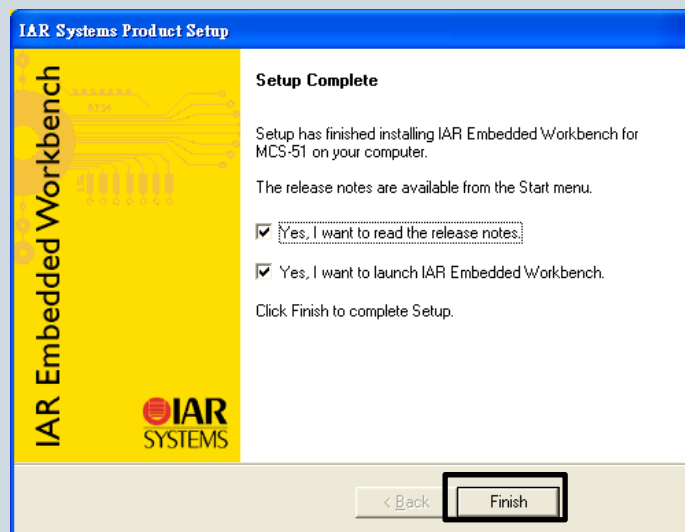 IAR Systems Product Setup
IAR Embedded Workbench
R234
IAR
SYSTEMS
Setup Complete
Setup has finished installing IAR Embedded Workbench for
MCS-51 on your computer.
The release notes are available from the Start menu.
Yes, I want to read the release notes.
Yes, I want to launch IAR Embedded Workbench.
Click Finish to complete Setup.
< Back
Finish